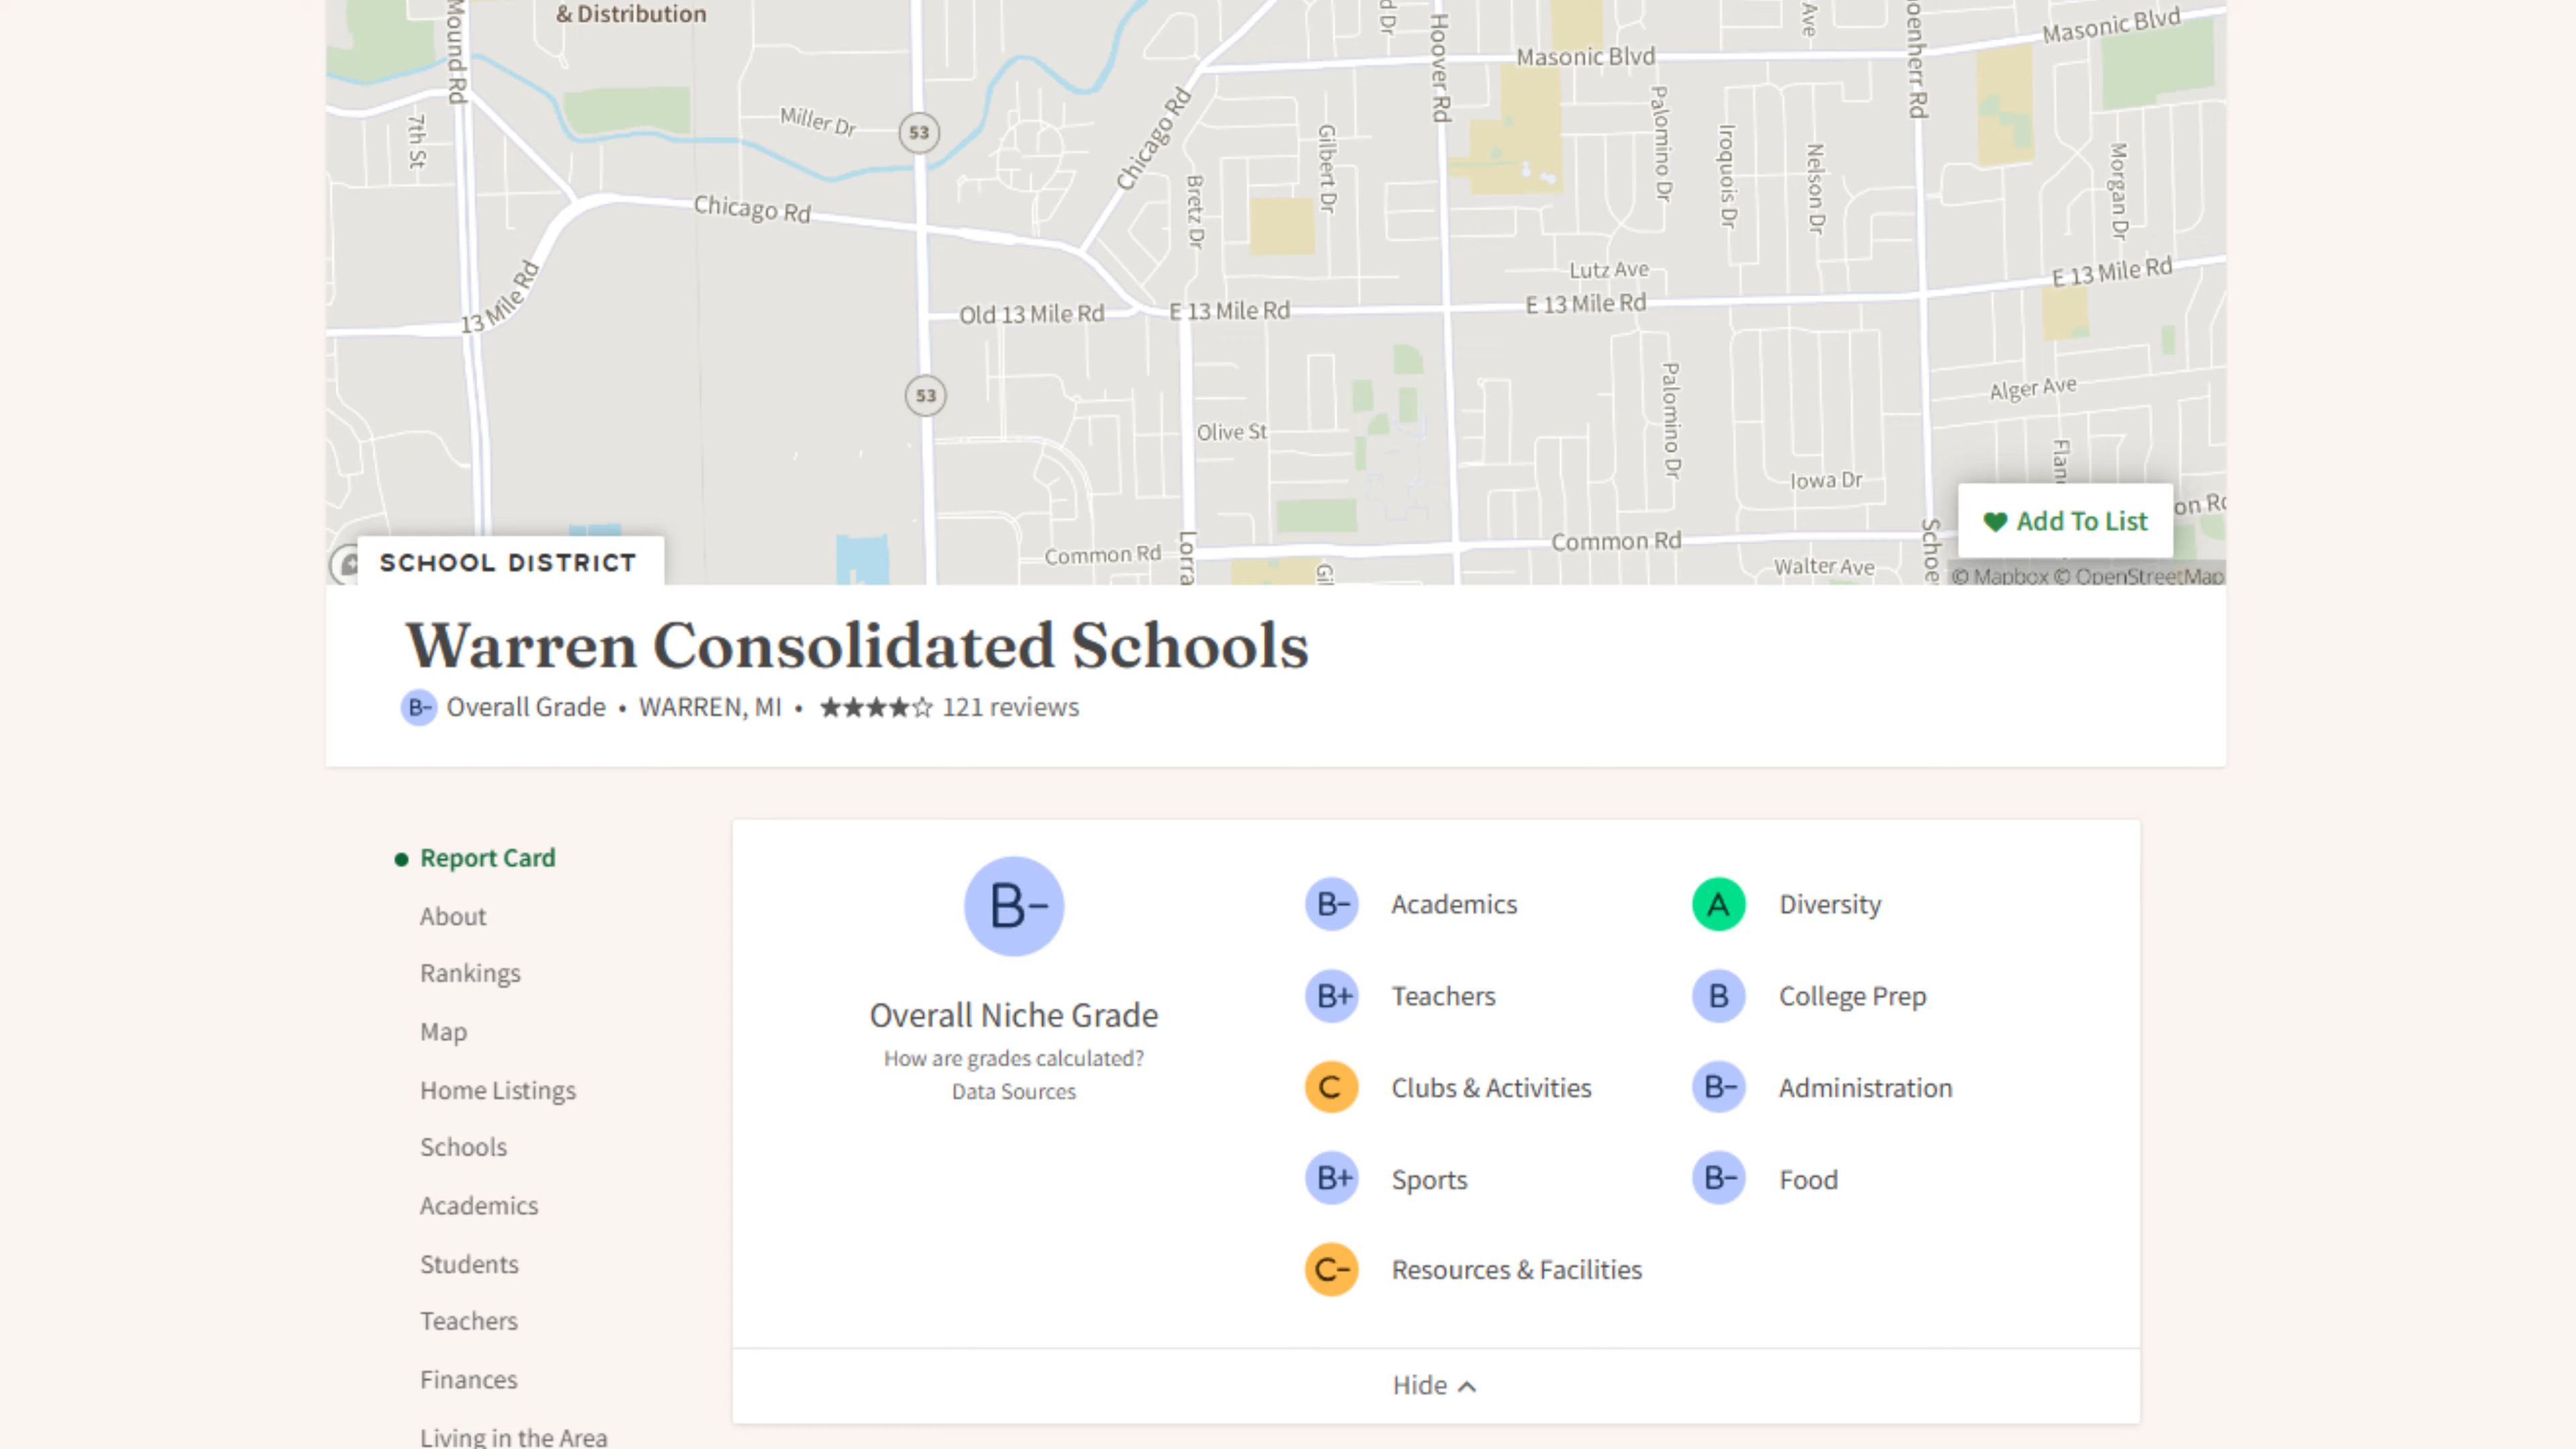 & Distribution
Mound Rd
Hoover Rd
Masonic Blvd
Ave
Masonic Blvd
7th St
Miller Dr
53
Chicago Rd
Gilbert Dr
Palomino Dr
Iroquois Dr
Nelson Dr
Morgan Dr
Chicago Rd
Bretz Dr
13 Mile Rd
Old 13 Mile Rd
E 13 Mile Rd
Lutz Ave
E 13 Mile Rd
E 13 Mile Rd
53
Olive St
Palomino Dr
Alger Ave
Iowa Dr
Common Rd
Common Rd
Walter Ave
Add To List
© Mapbox © OpenStreetMap
SCHOOL DISTRICT
Warren Consolidated Schools
B- Overall Grade • WARREN, MI • ★★★★☆ 121 reviews
Report Card
About
Rankings
Map
Home Listings
Schools
Academics
Students
Teachers
Finances
Living in the Area
B-
Overall Niche Grade
How are grades calculated?
Data Sources
B- Academics
B+ Teachers
C Clubs & Activities
B+ Sports
C- Resources & Facilities
A Diversity
B College Prep
B- Administration
B- Food
Hide